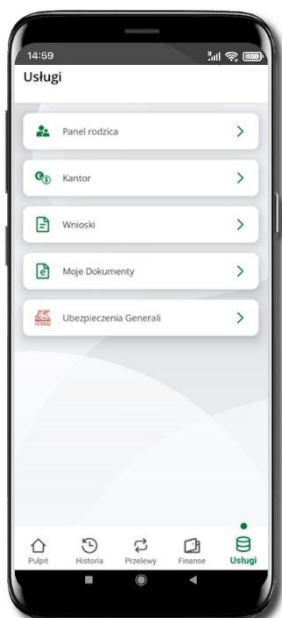 14:59
Usługi
Panel rodzica
Kantor
Wnioski
Moje Dokumenty
Ubezpieczenia Generali
Pulpit
Historia
Przelewy
Finanse
Usługi